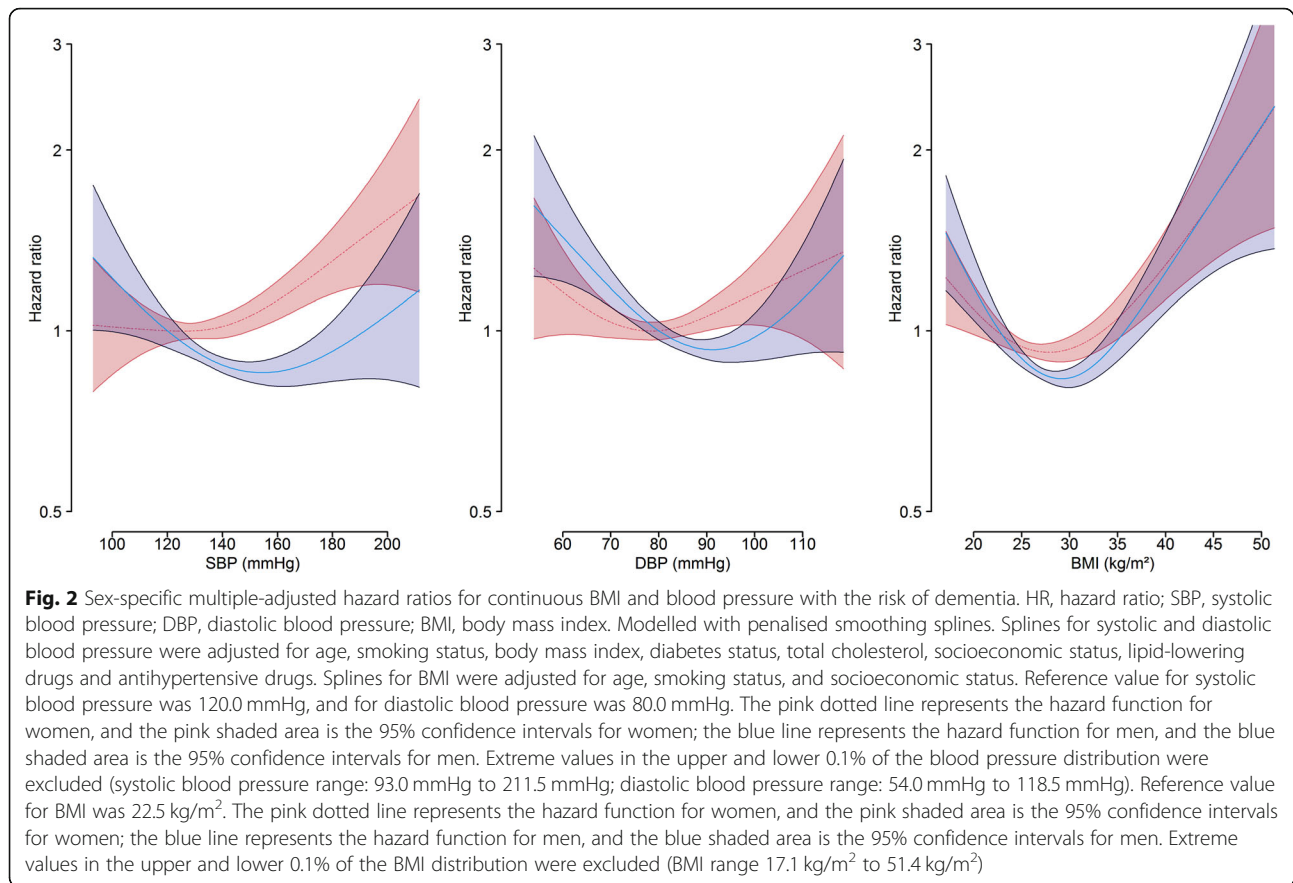 3
2
1
0.5
Hazard ratio
100 120 140 160 180 200
SBP (mmHg)
3
2
1
0.5
Hazard ratio
60 70 80 90 100 110
DBP (mmHg)
3
2
1
0.5
Hazard ratio
20 25 30 35 40 45 50
BMI (kg/m²)
Fig. 2 Sex-specific multiple-adjusted hazard ratios for continuous BMI and blood pressure with the risk of dementia. HR, hazard ratio; SBP, systolic
blood pressure; DBP, diastolic blood pressure; BMI, body mass index. Modelled with penalised smoothing splines. Splines for systolic and diastolic
blood pressure were adjusted for age, smoking status, body mass index, diabetes status, total cholesterol, socioeconomic status, lipid-lowering
drugs and antihypertensive drugs. Splines for BMI were adjusted for age, smoking status, and socioeconomic status. Reference value for systolic
blood pressure was 120.0 mmHg, and for diastolic blood pressure was 80.0 mmHg. The pink dotted line represents the hazard function for
women, and the pink shaded area is the 95% confidence intervals for women; the blue line represents the hazard function for men, and the blue
shaded area is the 95% confidence intervals for men. Extreme values in the upper and lower 0.1% of the blood pressure distribution were
excluded (systolic blood pressure range: 93.0 mmHg to 211.5 mmHg; diastolic blood pressure range: 54.0 mmHg to 118.5 mmHg). Reference value
for BMI was 22.5 kg/m². The pink dotted line represents the hazard function for women, and the pink shaded area is the 95% confidence intervals
for women; the blue line represents the hazard function for men, and the blue shaded area is the 95% confidence intervals for men. Extreme
values in the upper and lower 0.1% of the BMI distribution were excluded (BMI range 17.1 kg/m² to 51.4 kg/m²)